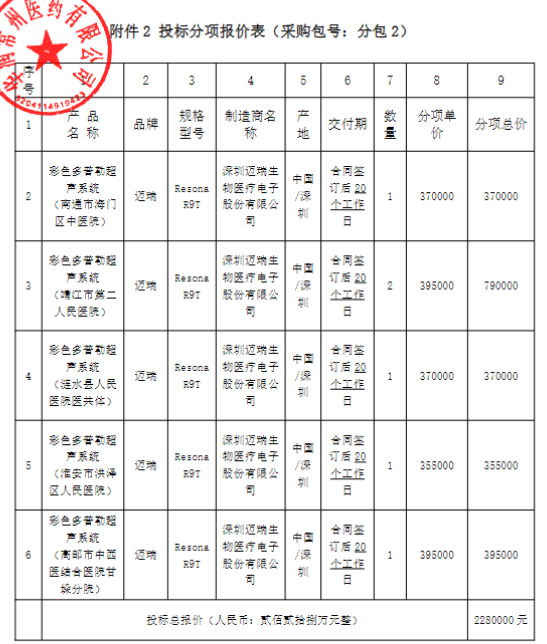 附件 2 投标分项报价表（采购包号：分包 2）
州医药有限公司
3204114910423
序号 2 3 4 5 6 7 8 9
1 产 品名 称 品牌 规格型号 制造商名称 产地 交付期 数量 分项单价 分项总价
2 彩色多普勒超声系统（南通市海门区中医院） 迈瑞 Resona R9T 深圳迈瑞生物医疗电子股份有限公司 中国/深圳 合同签订后 20 个工作日 1 370000 370000
3 彩色多普勒超声系统（靖江市第二人民医院） 迈瑞 Resona R9T 深圳迈瑞生物医疗电子股份有限公司 中国/深圳 合同签订后 20 个工作日 2 395000 790000
4 彩色多普勒超声系统（涟水县人民医院医共体） 迈瑞 Resona R9T 深圳迈瑞生物医疗电子股份有限公司 中国/深圳 合同签订后 20 个工作日 1 370000 370000
5 彩色多普勒超声系统（淮安市洪泽区人民医院） 迈瑞 Resona R9T 深圳迈瑞生物医疗电子股份有限公司 中国/深圳 合同签订后 20 个工作日 1 355000 355000
6 彩色多普勒超声系统（高邮市中西医结合医院甘垛分院） 迈瑞 Resona R9T 深圳迈瑞生物医疗电子股份有限公司 中国/深圳 合同签订后 20 个工作日 1 395000 395000
投标总报价（人民币：贰佰贰拾捌万元整） 2280000 元